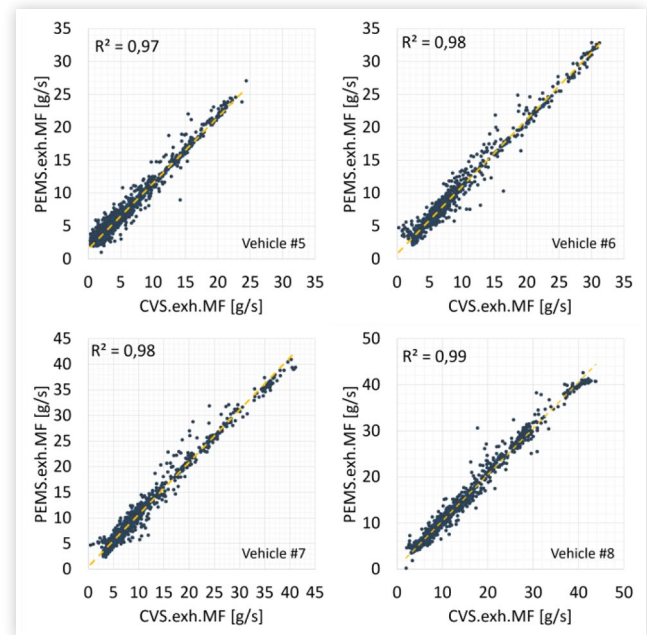 R² = 0,97
PEMS.exh.MF [g/s]
35
30
25
20
15
10
5
0
Vehicle #5
0 5 10 15 20 25 30 35
CVS.exh.MF [g/s]
R² = 0,98
PEMS.exh.MF [g/s]
35
30
25
20
15
10
5
0
Vehicle #6
0 5 10 15 20 25 30 35
CVS.exh.MF [g/s]
R² = 0,98
PEMS.exh.MF [g/s]
45
40
35
30
25
20
15
10
5
0
Vehicle #7
0 5 10 15 20 25 30 35 40 45
CVS.exh.MF [g/s]
R² = 0,99
PEMS.exh.MF [g/s]
50
40
30
20
10
0
Vehicle #8
0 10 20 30 40 50
CVS.exh.MF [g/s]